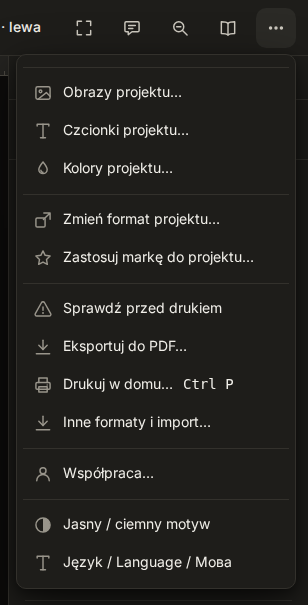 · lewa
Obrazy projektu...
Czcionki projektu...
Kolory projektu...
Zmień format projektu...
Zastosuj markę do projektu...
Sprawdź przed drukiem
Eksportuj do PDF...
Drukuj w domu... Ctrl P
Inne formaty i import...
Współpraca...
Jasny / ciemny motyw
Język / Language / Мова